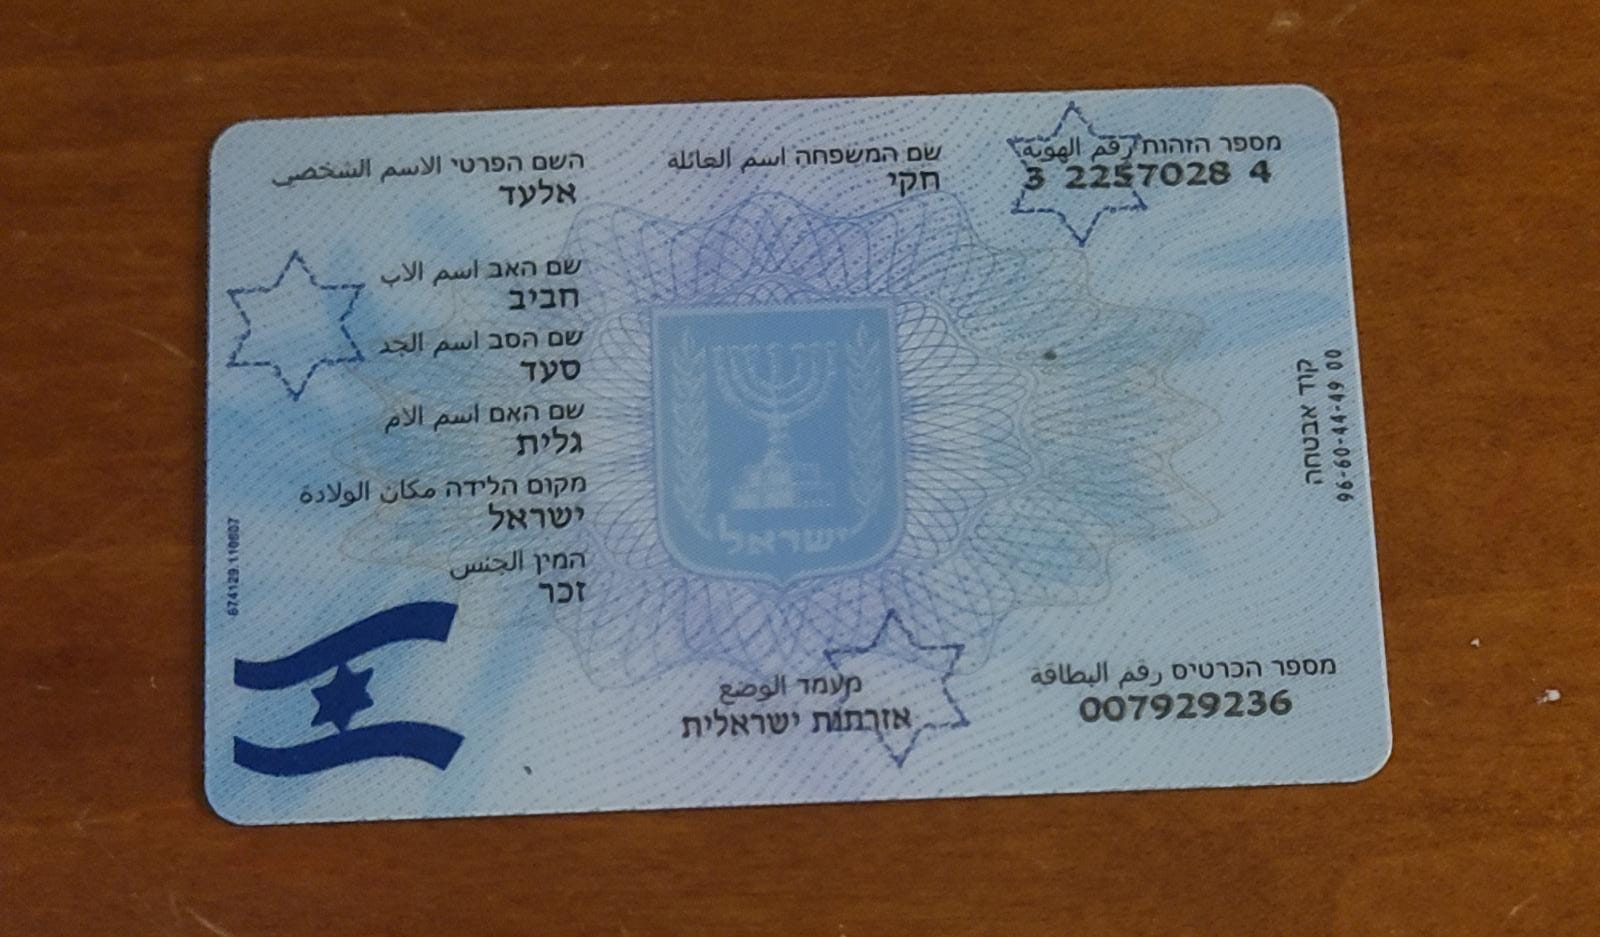 מספר הזהות رقم الهوية
3 2257028 4
שם המשפחה اسم العائلة
חקי
השם הפרטי الاسم الشخصي
אלעד
שם האב اسم الاب
חביב
שם הסב اسم الجد
סעד
שם האם اسم الام
גלית
מקום הלידה مكان الولادة
ישראל
המין الجنس
זכר
ישראל
קוד אבטחה
96-60-44-49 00
674129.110607
מעמד الوضع
אזרחות ישראלית
מספר הכרטיס رقم البطاقة
007929236